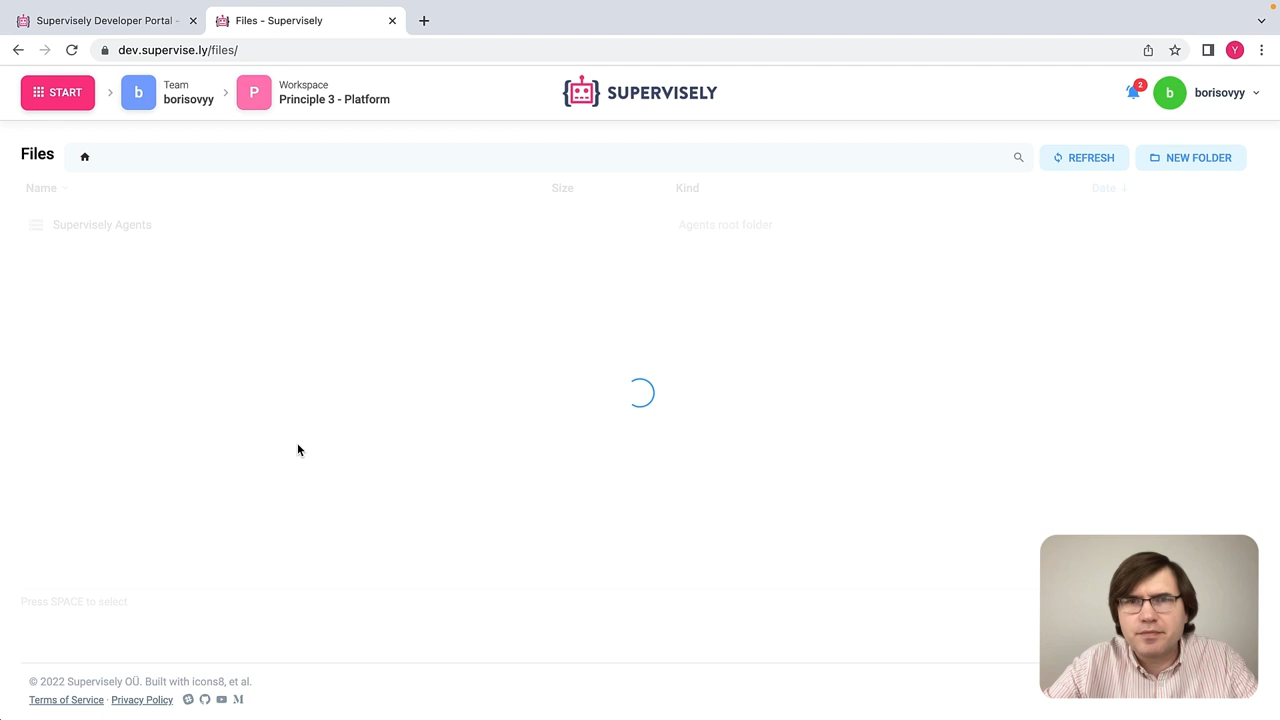 Supervisely Developer Portal -
Files - Supervisely
dev.supervise.ly/files/
START
b
Team
borisovyy
P
Workspace
Principle 3 - Platform
SUPERVISELY
2
b
borisovyy
Y
Files
REFRESH
NEW FOLDER
Name
Size
Kind
Date
Supervisely Agents
Agents root folder
Press SPACE to select
© 2022 Supervisely OÜ. Built with icons8, et al.
Terms of Service · Privacy Policy